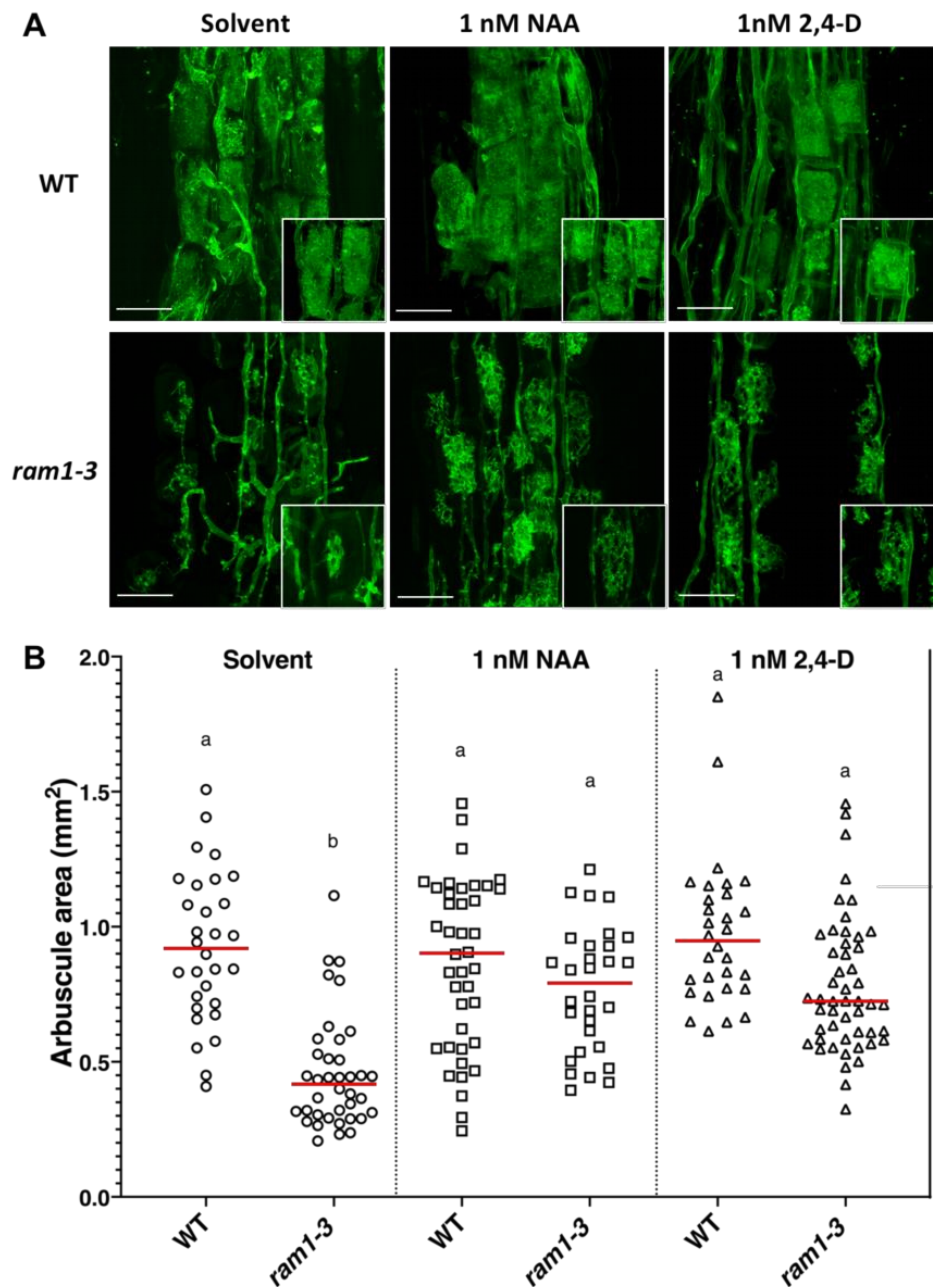 A
Solvent 1 nM NAA 1nM 2,4-D
WT
ram1-3
B
Solvent 1 nM NAA 1 nM 2,4-D
Arbuscule area (mm²)
2.0
1.5
1.0
0.5
0.0
a
b
a
a
a
a
WT ram1-3 WT ram1-3 WT ram1-3